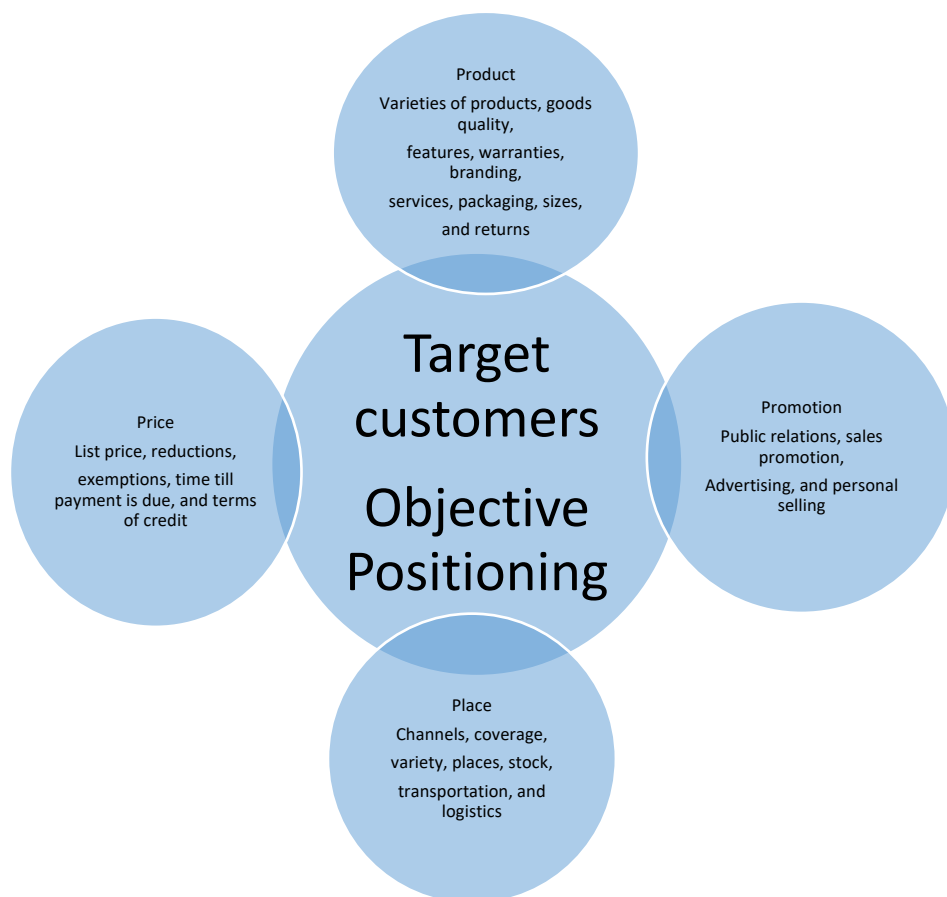 Product
Varieties of products, goods
quality,
features, warranties,
branding,
services, packaging, sizes,
and returns
Target
customers
Objective
Positioning
Price
List price, reductions,
exemptions, time till
payment is due, and terms
of credit
Promotion
Public relations, sales
promotion,
Advertising, and personal
selling
Place
Channels, coverage,
variety, places, stock,
transportation, and
logistics